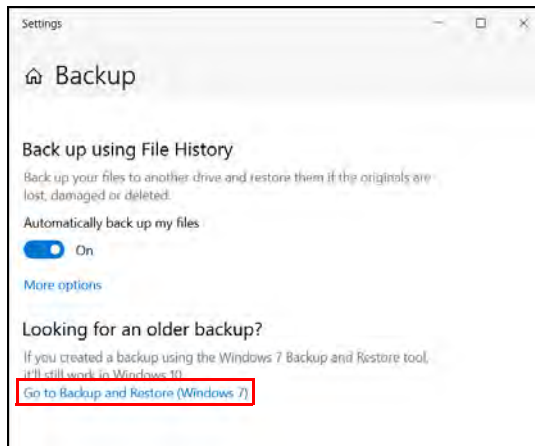 Settings
Backup
Back up using File History
Back up your files to another drive and restore them if the originals are
lost, damaged or deleted.
Automatically back up my files
On
More options
Looking for an older backup?
If you created a backup using the Windows 7 Backup and Restore tool,
it'll still work in Windows 10.
Go to Backup and Restore (Windows 7)